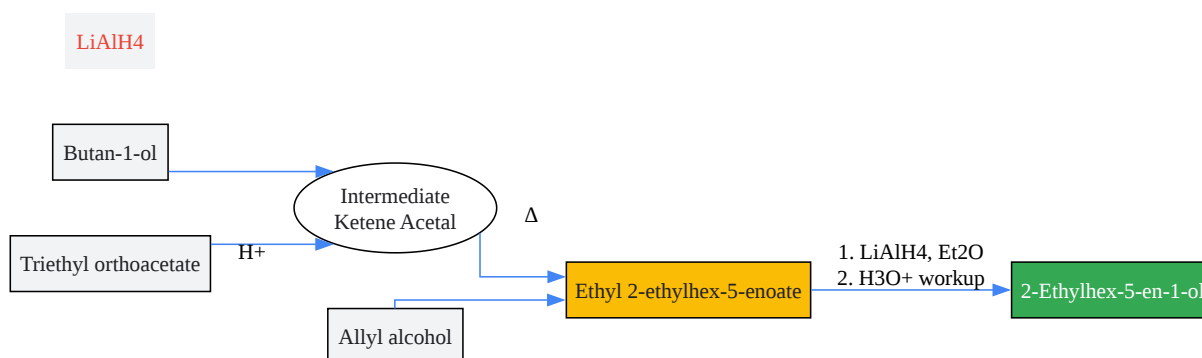 LiAlH4
Butan-1-ol
Intermediate
Ketene Acetal
Δ
Triethyl orthoacetate
H+
1. LiAlH4, Et2O
2. H3O+ workup
Ethyl 2-ethylhex-5-enoate
2-Ethylhex-5-en-1-ol
Allyl alcohol